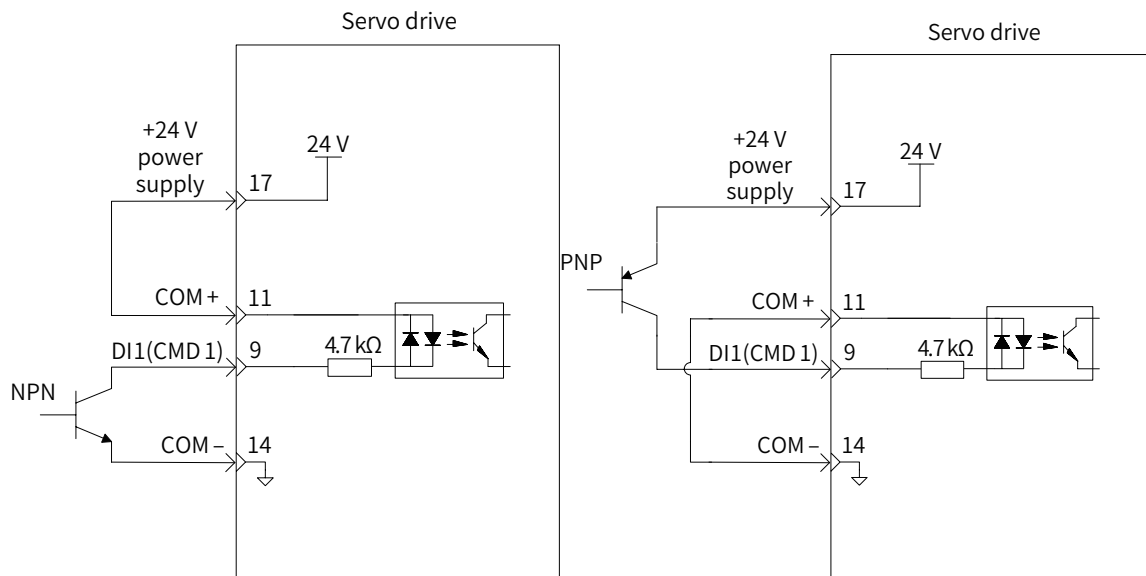 Servo drive
+24 V
power
supply
24 V
17
COM +
11
DI1(CMD 1)
9
4.7 kΩ
NPN
COM –
14
Servo drive
+24 V
power
supply
24 V
17
PNP
COM +
11
DI1(CMD 1)
9
4.7 kΩ
COM –
14